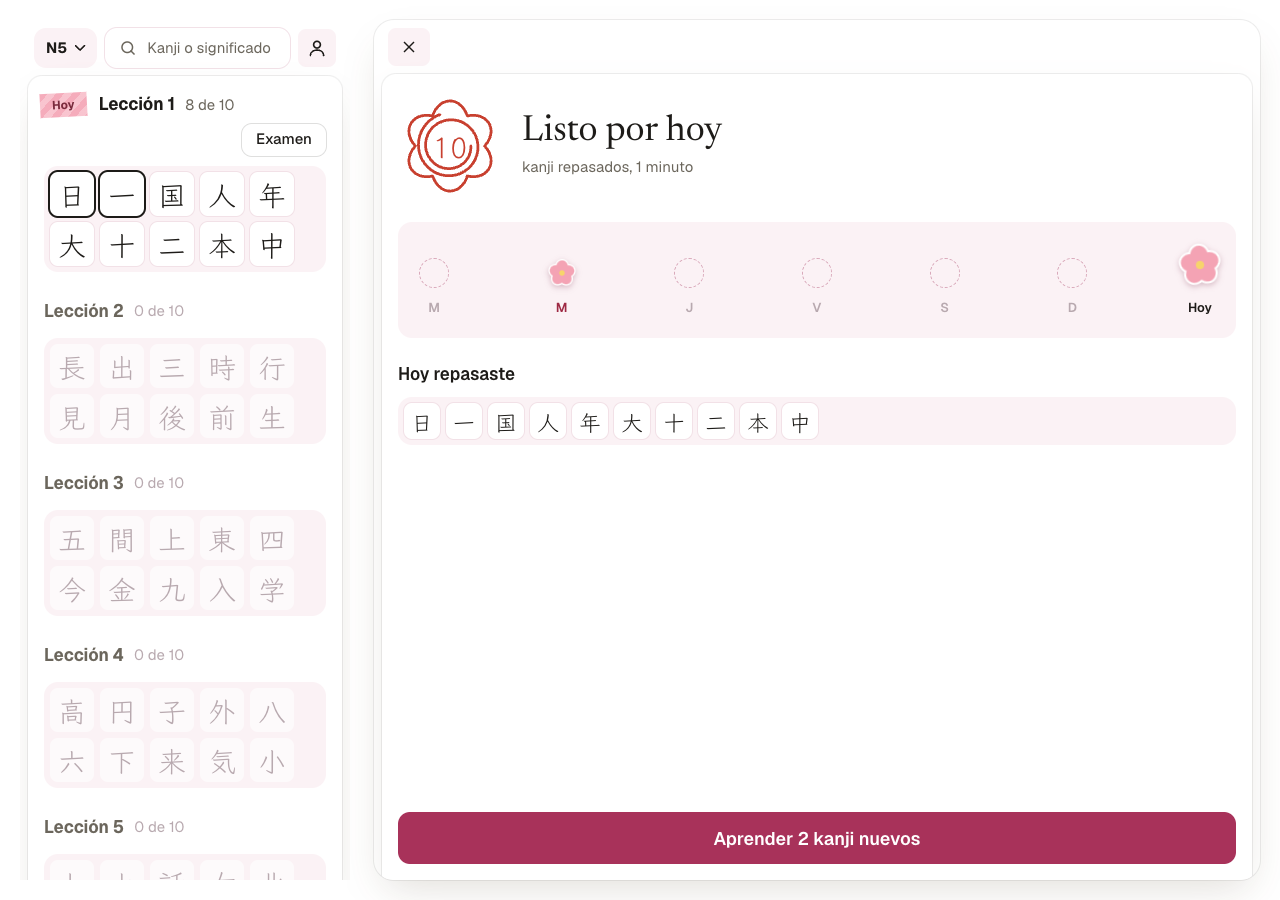 N5 Kanji o significado
Hoy Lección 1 8 de 10
Examen
日 一 国 人 年
大 十 二 本 中
Lección 2 0 de 10
長 出 三 時 行
見 月 後 前 生
Lección 3 0 de 10
五 間 上 東 四
今 金 九 入 学
Lección 4 0 de 10
高 円 子 外 八
六 下 来 気 小
Lección 5 0 de 10
10
Listo por hoy
kanji repasados, 1 minuto
M M J V S D Hoy
Hoy repasaste
日 一 国 人 年 大 十 二 本 中
Aprender 2 kanji nuevos